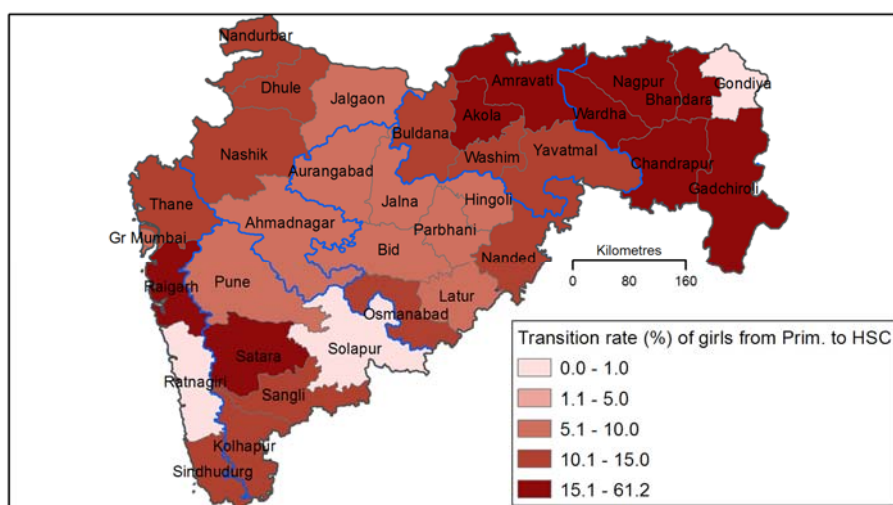 Nandurbar
Dhule
Jalgaon
Nashik
Buldana
Akola
Amravati
Washim
Yavatmal
Wardha
Nagpur
Bhandara
Gondiya
Chandrapur
Gadchiroli
Aurangabad
Jalna
Hingoli
Parbhani
Thane
Gr Mumbai
Ahmadnagar
Bid
Nanded
Raigarh
Pune
Latur
Osmanabad
Solapur
Satara
Ratnagiri
Sangli
Kolhapur
Sindhudurg
Kilometres
0 80 160
Transition rate (%) of girls from Prim. to HSC
0.0 - 1.0
1.1 - 5.0
5.1 - 10.0
10.1 - 15.0
15.1 - 61.2